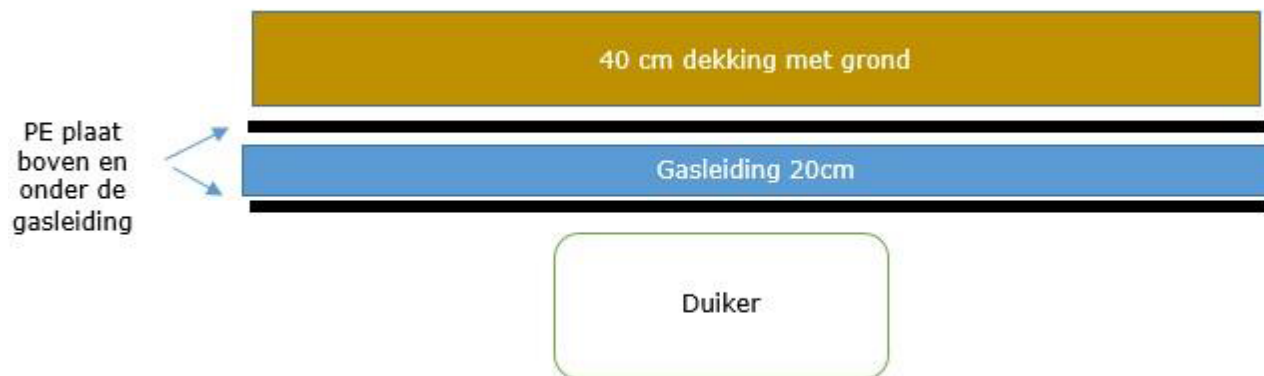 40 cm dekking met grond
PE plaat
boven en
onder de
gasleiding
Gasleiding 20cm
Duiker